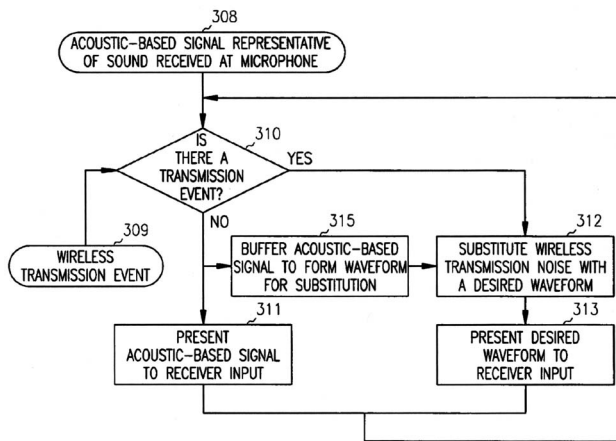 308
ACOUSTIC-BASED SIGNAL REPRESENTATIVE
OF SOUND RECEIVED AT MICROPHONE
310
IS
THERE A
TRANSMISSION
EVENT?
YES
NO
309
WIRELESS
TRANSMISSION EVENT
315
BUFFER ACOUSTIC-BASED
SIGNAL TO FORM WAVEFORM
FOR SUBSTITUTION
312
SUBSTITUTE WIRELESS
TRANSMISSION NOISE WITH
A DESIRED WAVEFORM
311
PRESENT
ACOUSTIC-BASED SIGNAL
TO RECEIVER INPUT
313
PRESENT DESIRED
WAVEFORM TO
RECEIVER INPUT